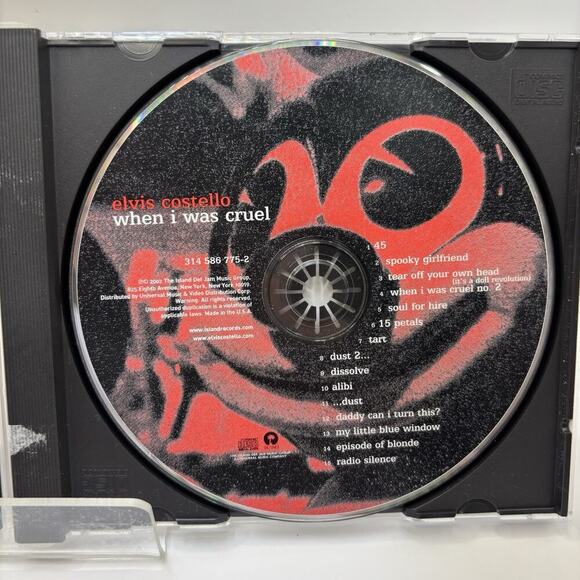 elvis costello
when i was cruel
314 586 775-2
℗© 2002 The Island Def Jam Music Group,
825 Eighth Avenue, New York, New York 10019.
Distributed by Universal Music & Video Distribution Corp.
Warning. All rights reserved.
Unauthorized duplication is a violation of
applicable laws. Made in the U.S.A.
www.islandrecords.com
www.elviscostello.com
1 45
2 spooky girlfriend
3 tear off your own head
(it's a doll revolution)
4 when i was cruel no. 2
5 soul for hire
6 15 petals
7 tart
8 dust 2...
9 dissolve
10 alibi
11 ...dust
12 daddy can i turn this?
13 my little blue window
14 episode of blonde
15 radio silence